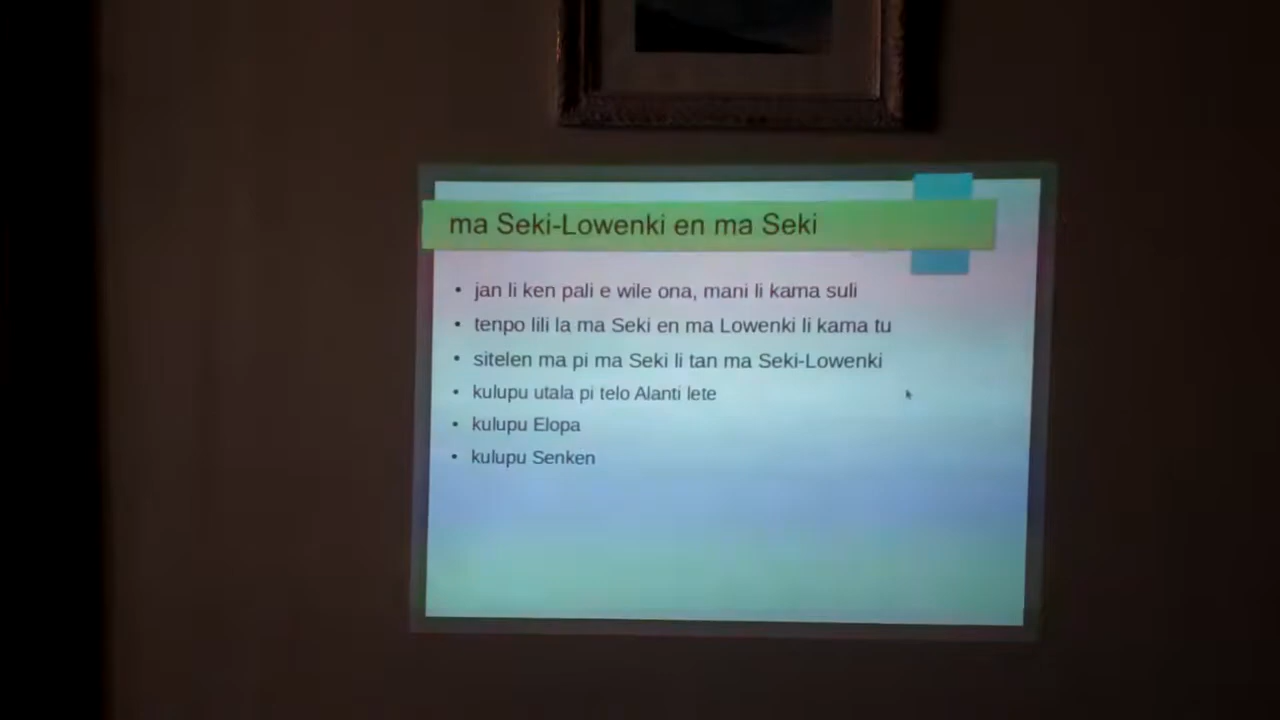 ma Seki-Lowenki en ma Seki
• jan li ken pali e wile ona, mani li kama suli
• tenpo lili la ma Seki en ma Lowenki li kama tu
• sitelen ma pi ma Seki li tan ma Seki-Lowenki
• kulupu utala pi telo Alanti lete
• kulupu Elopa
• kulupu Senken